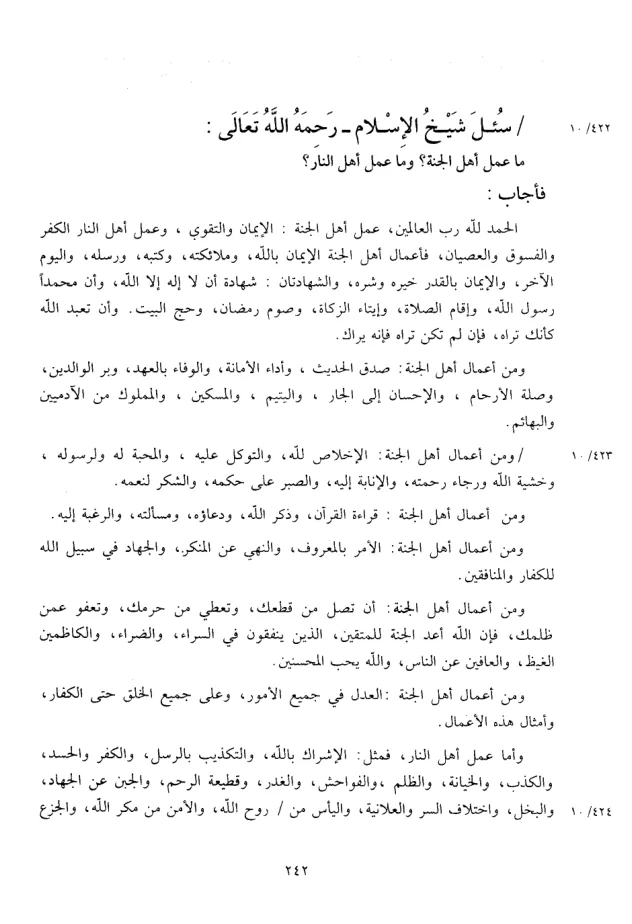 ١٠/٤٢٢ / سُئِلَ شَيْخُ الإِسْلام ـ رَحِمَهُ اللَّهُ تَعَالَى :
ما عمل أهل الجنة؟ وما عمل أهل النار؟
فأجاب :
الحمد لله رب العالمين، عمل أهل الجنة : الإيمان والتقوي ، وعمل أهل النار الكفر
والفسوق والعصيان، فأعمال أهل الجنة الإيمان بالله، وملائكته، وكتبه، ورسله، واليوم
الآخر، والإيمان بالقدر خيره وشره، والشهادتان : شهادة أن لا إله إلا الله، وأن محمداً
رسول الله، وإقام الصلاة، وإيتاء الزكاة، وصوم رمضان، وحج البيت. وأن تعبد الله
كأنك تراه، فإن لم تكن تراه فإنه يراك.
ومن أعمال أهل الجنة: صدق الحديث ، وأداء الأمانة، والوفاء بالعهد، وبر الوالدين،
وصلة الأرحام ، والإحسان إلى الجار ، واليتيم ، والمسكين ، والمملوك من الآدميين
والبهائم.
١٠/٤٢٣ / ومن أعمال أهل الجنة: الإخلاص لله، والتوكل عليه ، والمحبة له ولرسوله ،
وخشية الله ورجاء رحمته، والإنابة إليه، والصبر على حكمه، والشكر لنعمه.
ومن أعمال أهل الجنة : قراءة القرآن، وذكر الله، ودعاؤه، ومسألته، والرغبة إليه.
ومن أعمال أهل الجنة: الأمر بالمعروف، والنهي عن المنكر، والجهاد في سبيل الله
للكفار والمنافقين.
ومن أعمال أهل الجنة: أن تصل من قطعك، وتعطي من حرمك، وتعفو عمن
ظلمك، فإن الله أعد الجنة للمتقين، الذين ينفقون في السراء، والضراء، والكاظمين
الغيظ، والعافين عن الناس، والله يحب المحسنين.
ومن أعمال أهل الجنة :العدل في جميع الأمور، وعلى جميع الخلق حتى الكفار،
وأمثال هذه الأعمال.
وأما عمل أهل النار، فمثل: الإشراك بالله، والتكذيب بالرسل، والكفر والحسد،
والكذب، والخيانة، والظلم ،والفواحش، والغدر، وقطيعة الرحم، والجبن عن الجهاد،
١٠/٤٢٤ والبخل، واختلاف السر والعلانية، واليأس من / روح الله، والأمن من مكر الله، والجزع
٢٤٢